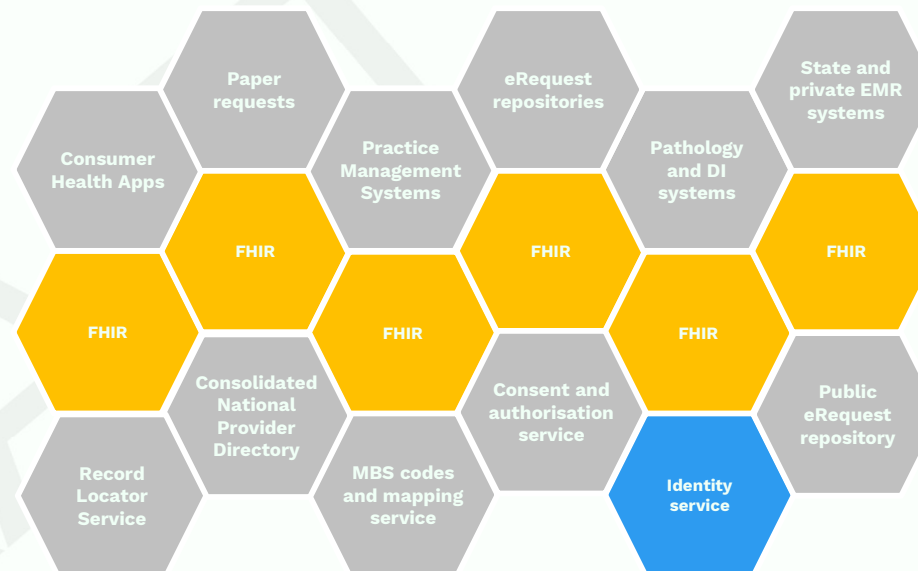 Paper
requests
eRequest
repositories
State and
private EMR
systems
Consumer
Health Apps
Practice
Management
Systems
Pathology
and DI
systems
FHIR
FHIR
FHIR
FHIR
FHIR
FHIR
Consolidated
National
Provider
Directory
Consent and
authorisation
service
Public
eRequest
repository
Record
Locator
Service
MBS codes
and mapping
service
Identity
service